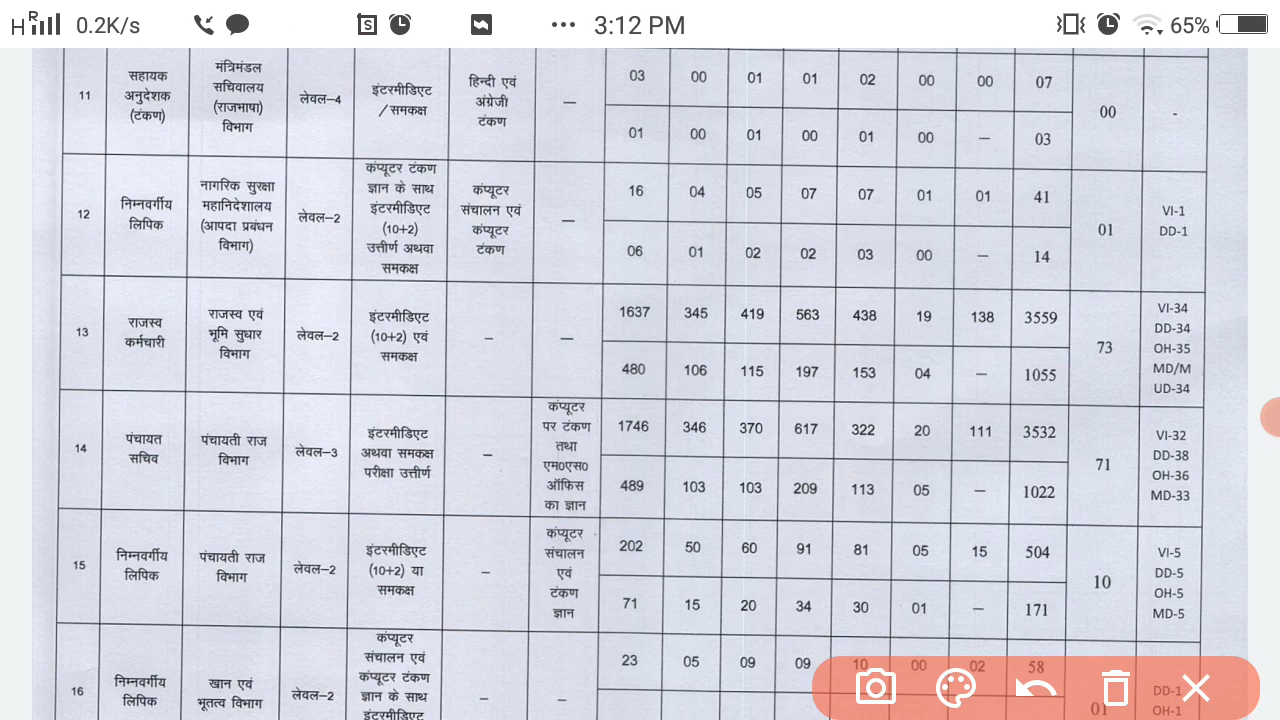 HR 0.2K/s S ••• 3:12 PM 65%
11 सहायक अनुदेशक (टंकण) मंत्रिमंडल सचिवालय (राजभाषा) विभाग लेवल–4 इंटरमीडिएट /समकक्ष हिन्दी एवं अंग्रेजी टंकण — 03 00 01 01 02 00 00 07 00 -
01 00 01 00 01 00 — 03
12 निम्नवर्गीय लिपिक नागरिक सुरक्षा महानिदेशालय (आपदा प्रबंधन विभाग) लेवल–2 कंप्यूटर टंकण ज्ञान के साथ इंटरमीडिएट (10+2) उत्तीर्ण अथवा समकक्ष कंप्यूटर संचालन एवं कंप्यूटर टंकण — 16 04 05 07 07 01 01 41 01 VI-1 DD-1
06 01 02 02 03 00 — 14
13 राजस्व कर्मचारी राजस्व एवं भूमि सुधार विभाग लेवल–2 इंटरमीडिएट (10+2) एवं समकक्ष – — 1637 345 419 563 438 19 138 3559 73 VI-34 DD-34 OH-35 MD/M UD-34
480 106 115 197 153 04 — 1055
14 पंचायत सचिव पंचायती राज विभाग लेवल–3 इंटरमीडिएट अथवा समकक्ष परीक्षा उत्तीर्ण – कंप्यूटर पर टंकण तथा एम0एस0 ऑफिस का ज्ञान 1746 346 370 617 322 20 111 3532 71 VI-32 DD-38 OH-36 MD-33
489 103 103 209 113 05 — 1022
15 निम्नवर्गीय लिपिक पंचायती राज विभाग लेवल–2 इंटरमीडिएट (10+2) या समकक्ष – कंप्यूटर संचालन एवं टंकण ज्ञान 202 50 60 91 81 05 15 504 10 VI-5 DD-5 OH-5 MD-5
71 15 20 34 30 01 — 171
16 निम्नवर्गीय लिपिक खान एवं भूतत्व विभाग लेवल–2 कंप्यूटर संचालन एवं कंप्यूटर टंकण ज्ञान के साथ इंटरमीडिएट – – 23 05 09 09 10 00 02 58 01 DD-1 OH-1